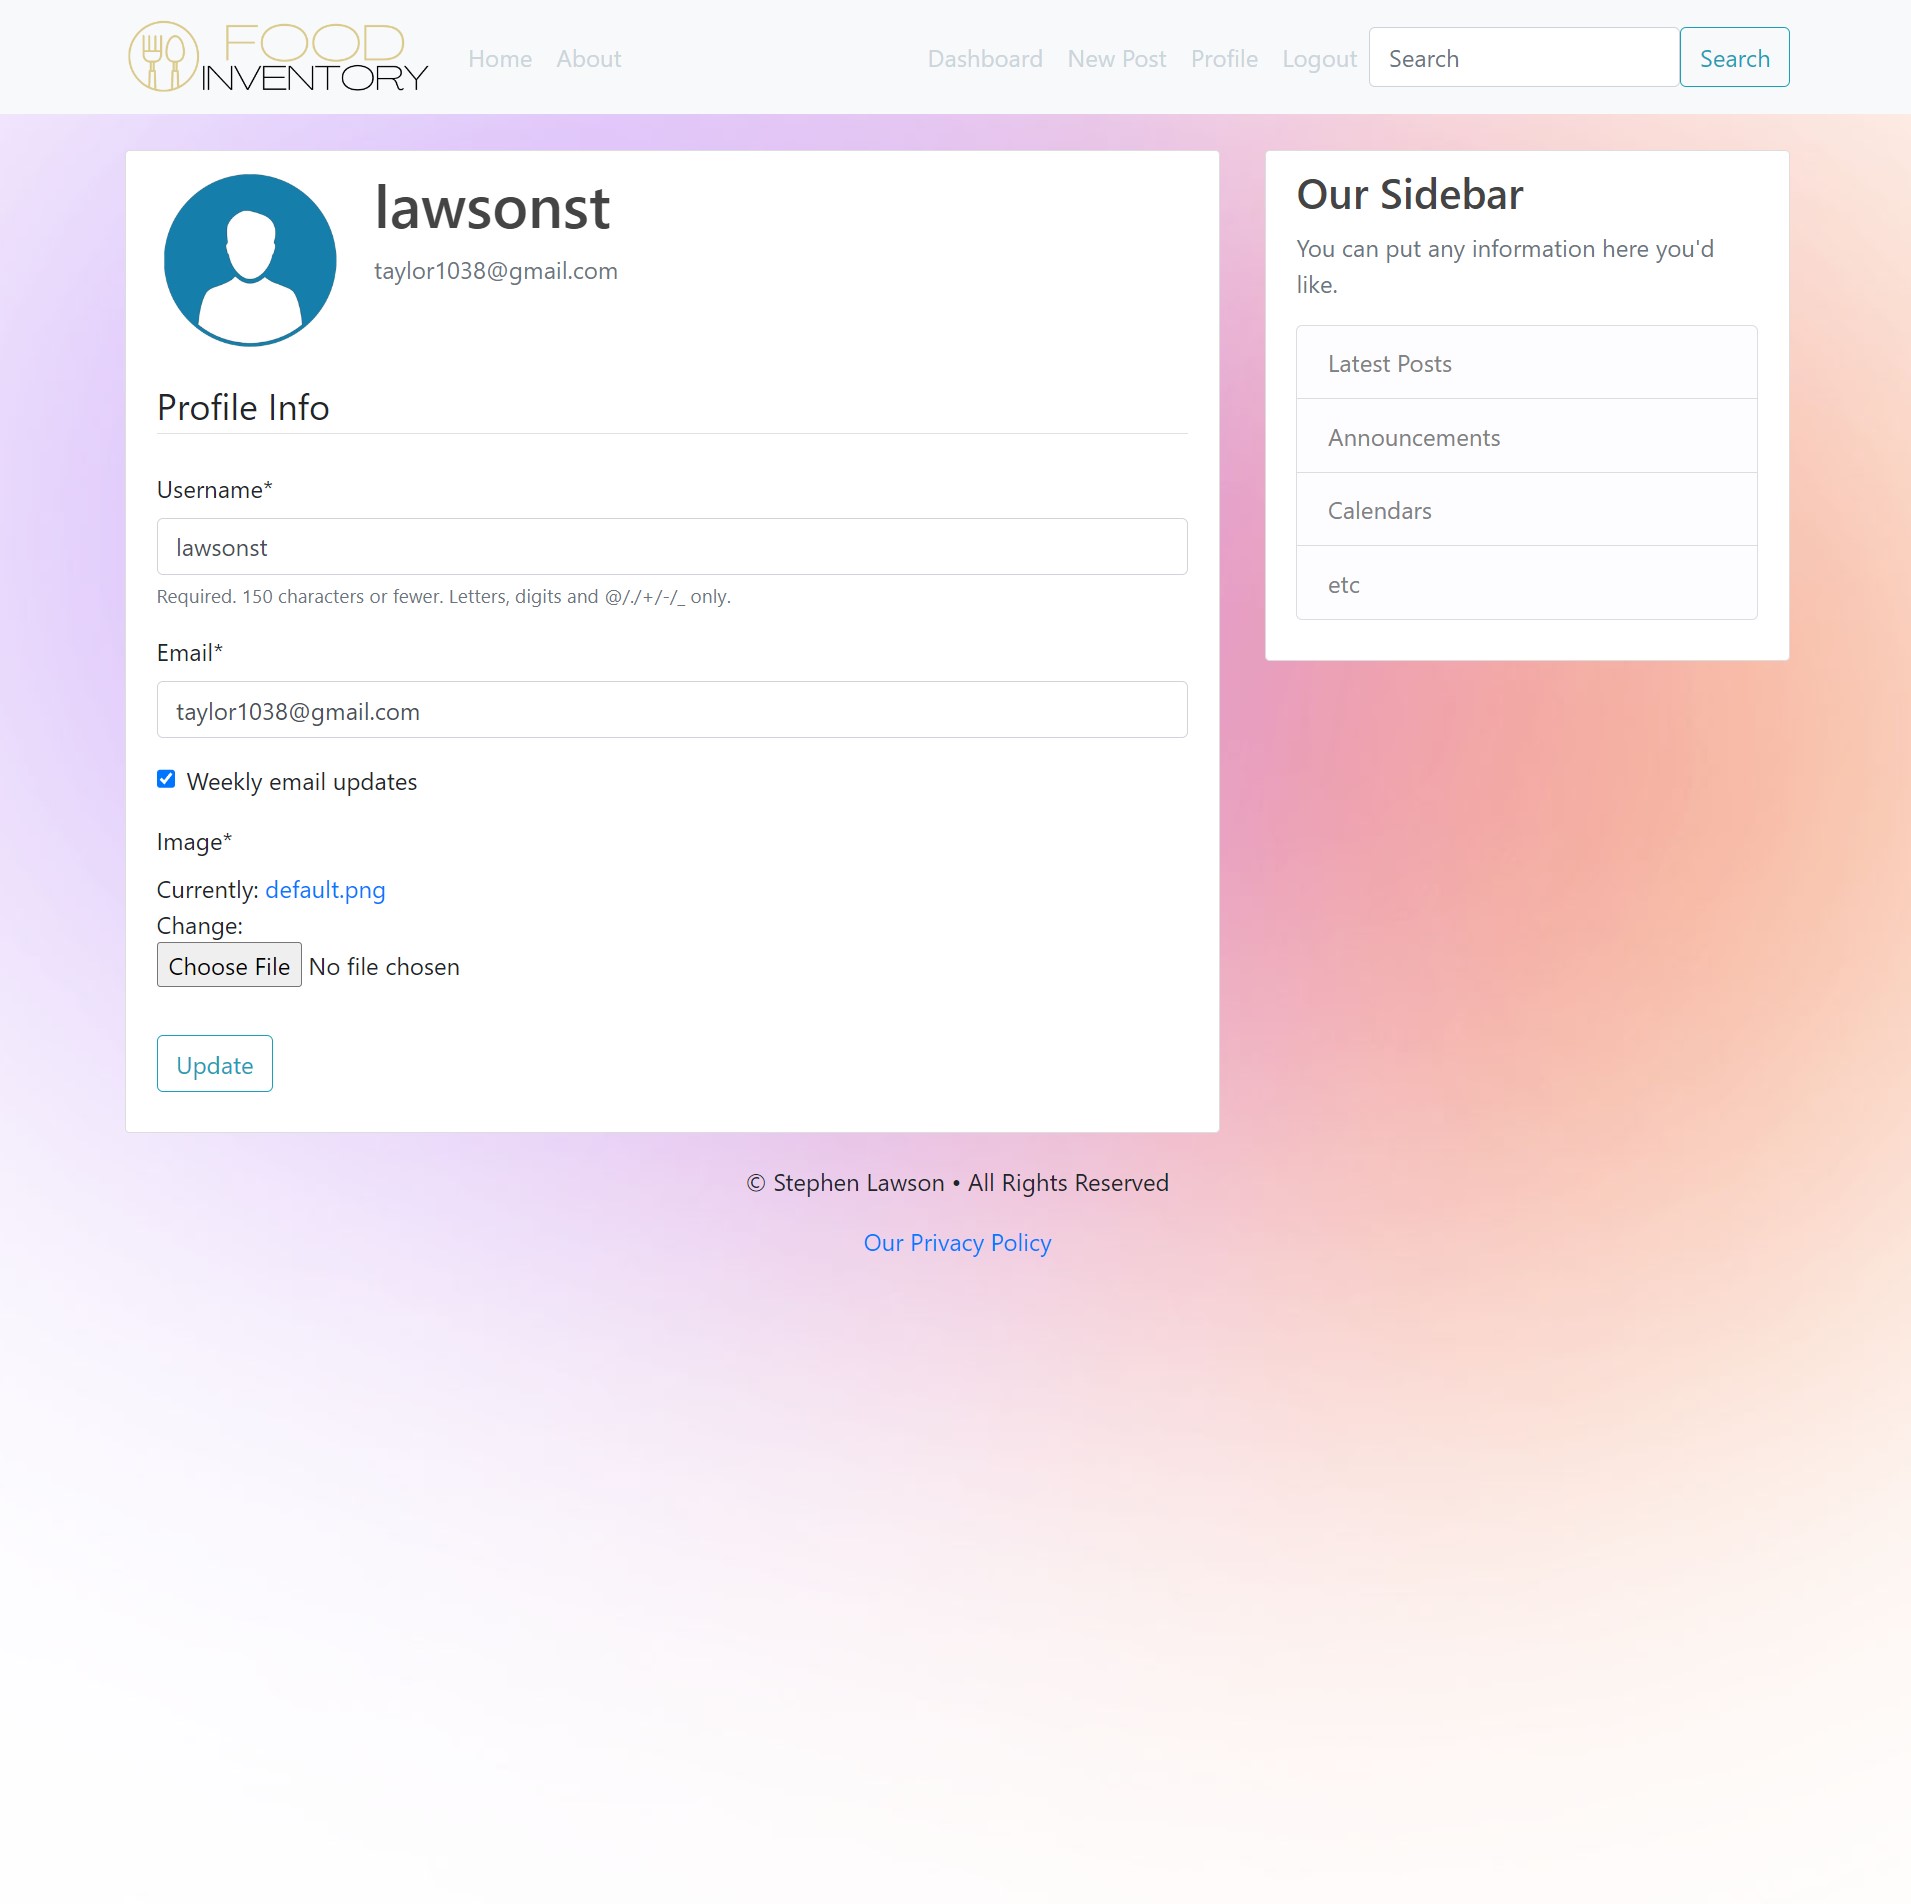 FOOD
INVENTORY
Home About Dashboard New Post Profile Logout Search Search
lawsonst
taylor1038@gmail.com
Profile Info
Username*
lawsonst
Required. 150 characters or fewer. Letters, digits and @/./+/-/_ only.
Email*
taylor1038@gmail.com
Weekly email updates
Image*
Currently: default.png
Change:
Choose File No file chosen
Update
Our Sidebar
You can put any information here you'd
like.
Latest Posts
Announcements
Calendars
etc
© Stephen Lawson • All Rights Reserved
Our Privacy Policy